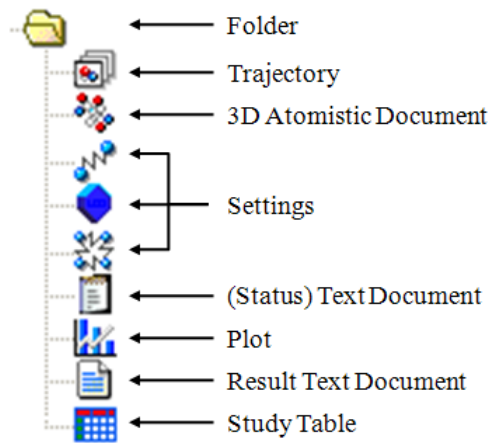 Folder
Trajectory
3D Atomistic Document
Settings
(Status) Text Document
Plot
Result Text Document
Study Table